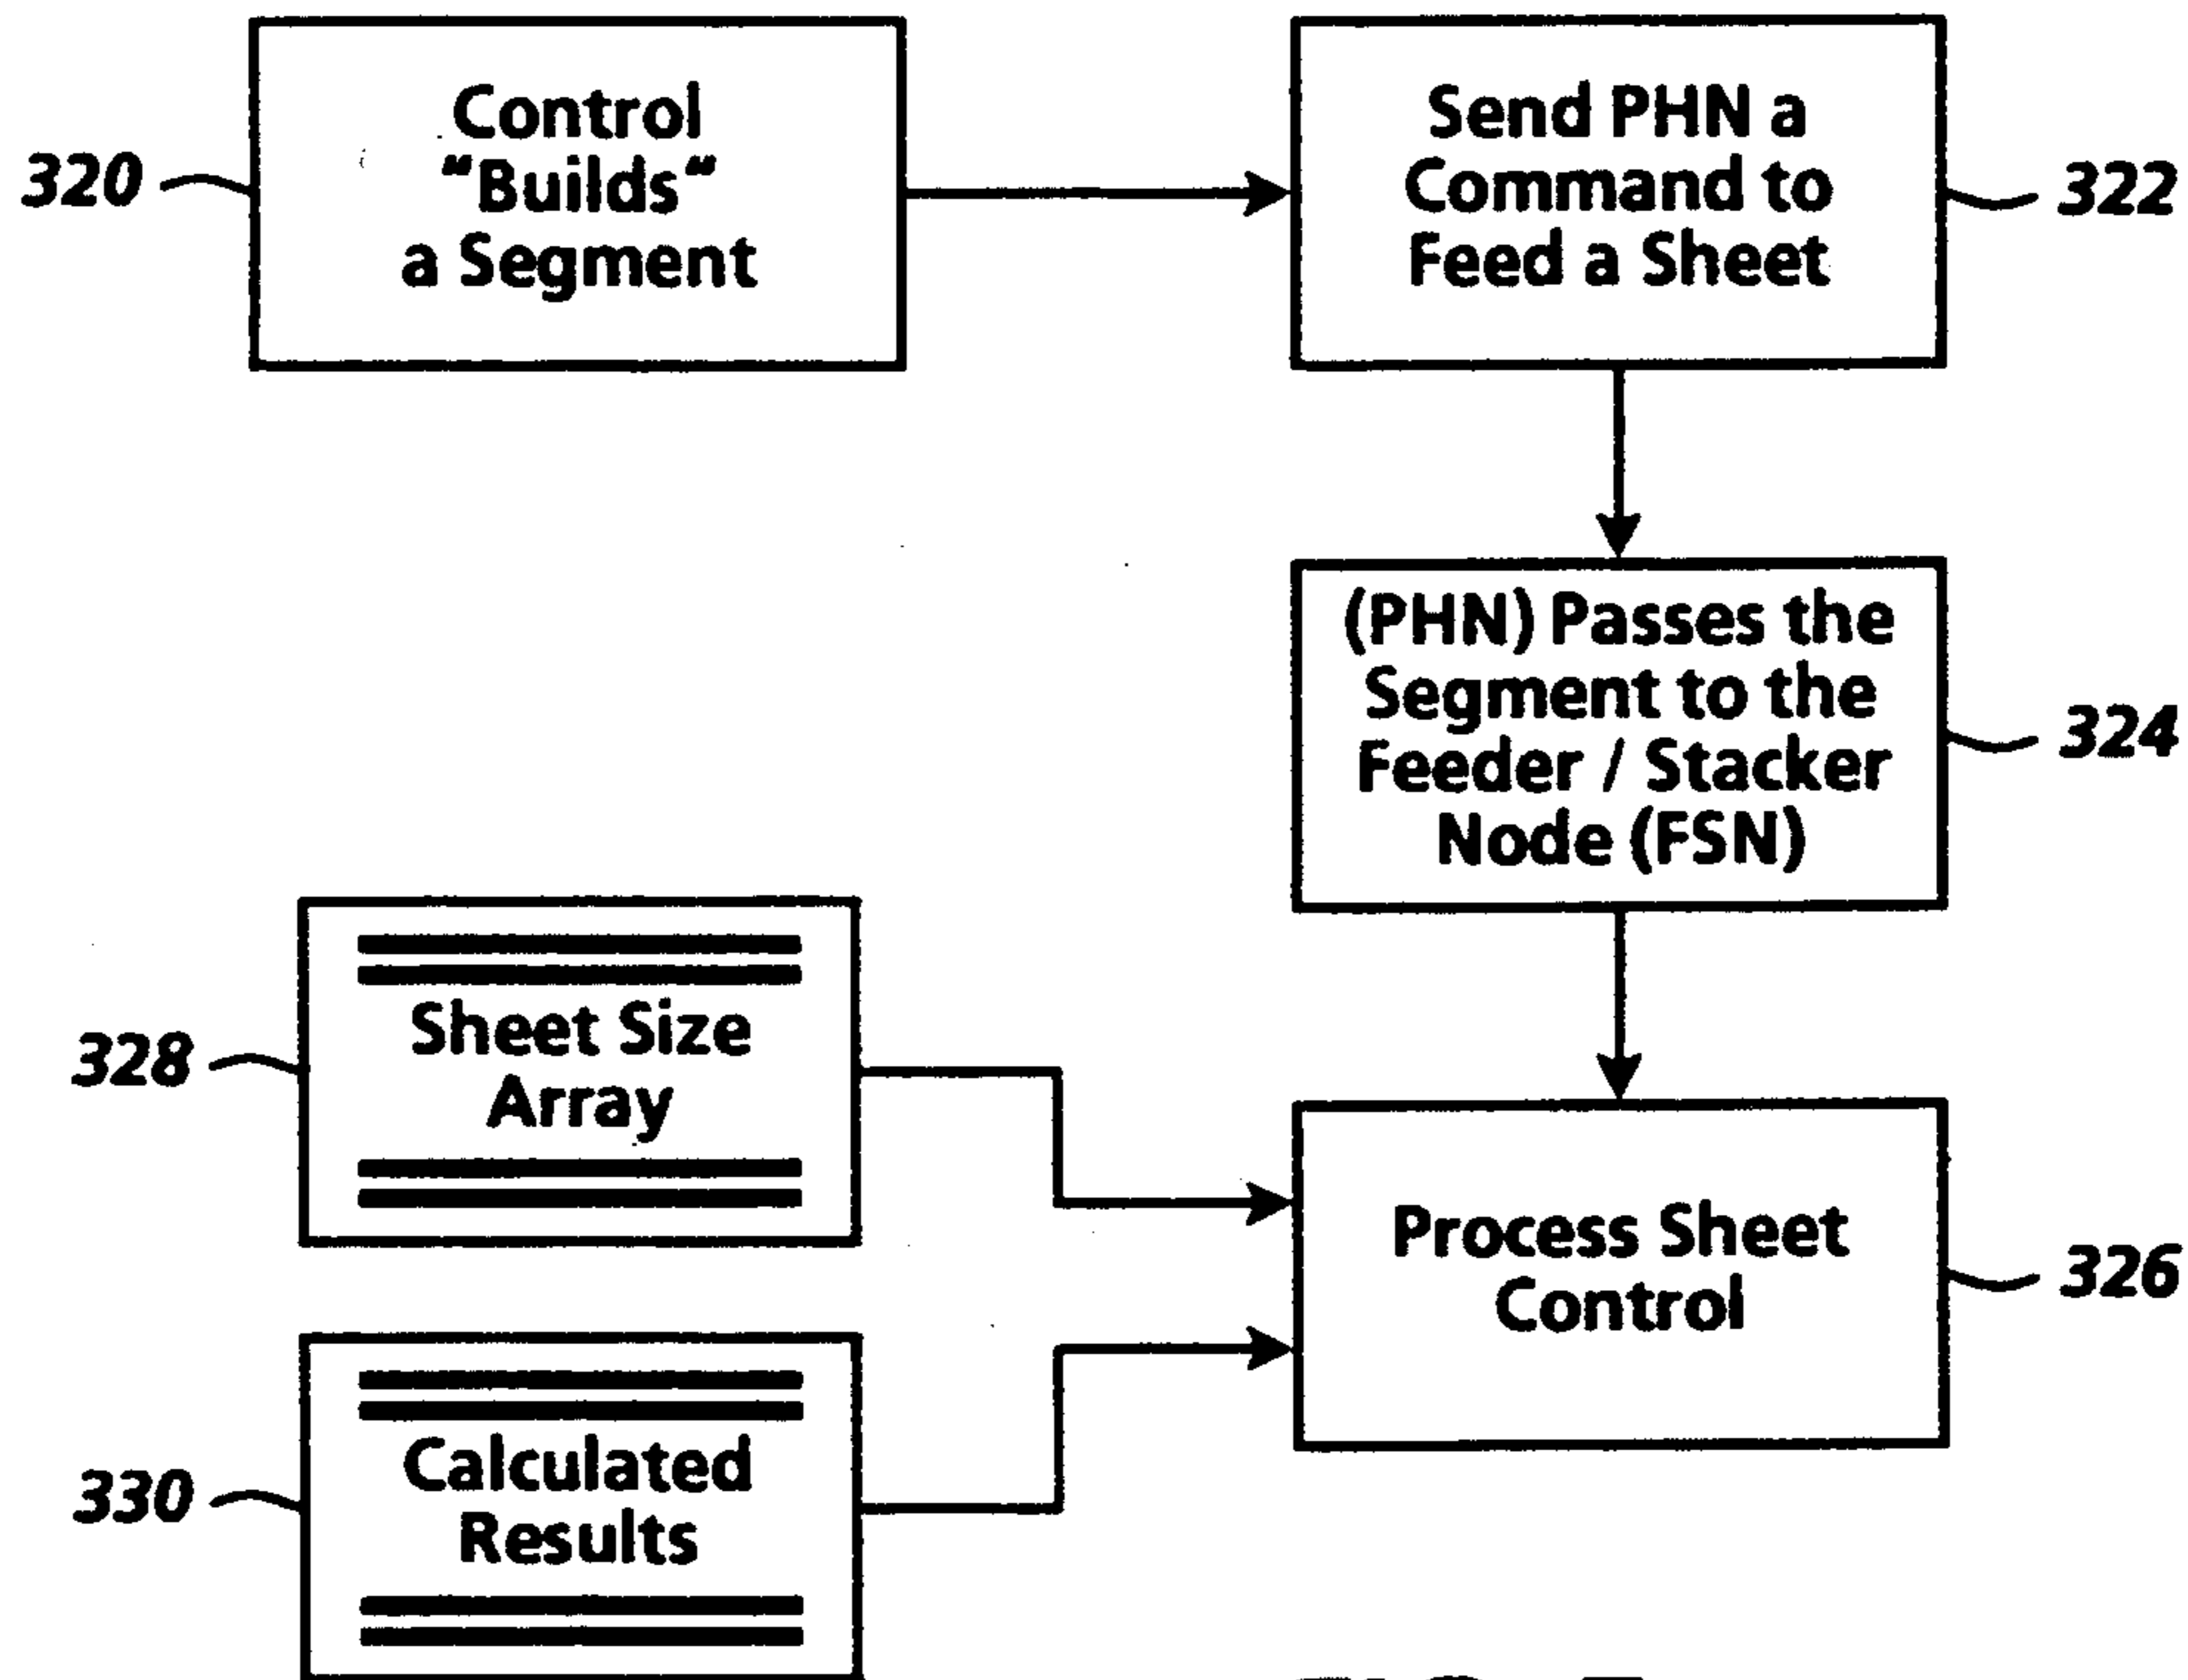 320
Control
"Builds"
a Segment
Send PHN a
Command to
Feed a Sheet
322
(PHN) Passes the
Segment to the
Feeder / Stacker
Node (FSN)
324
328
Sheet Size
Array
Process Sheet
Control
326
330
Calculated
Results